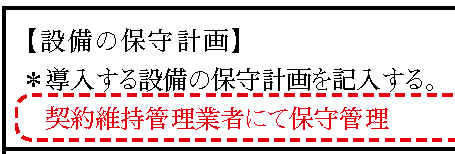 【設備の保守計画】
＊導入する設備の保守計画を記入する。
契約維持管理業者にて保守管理